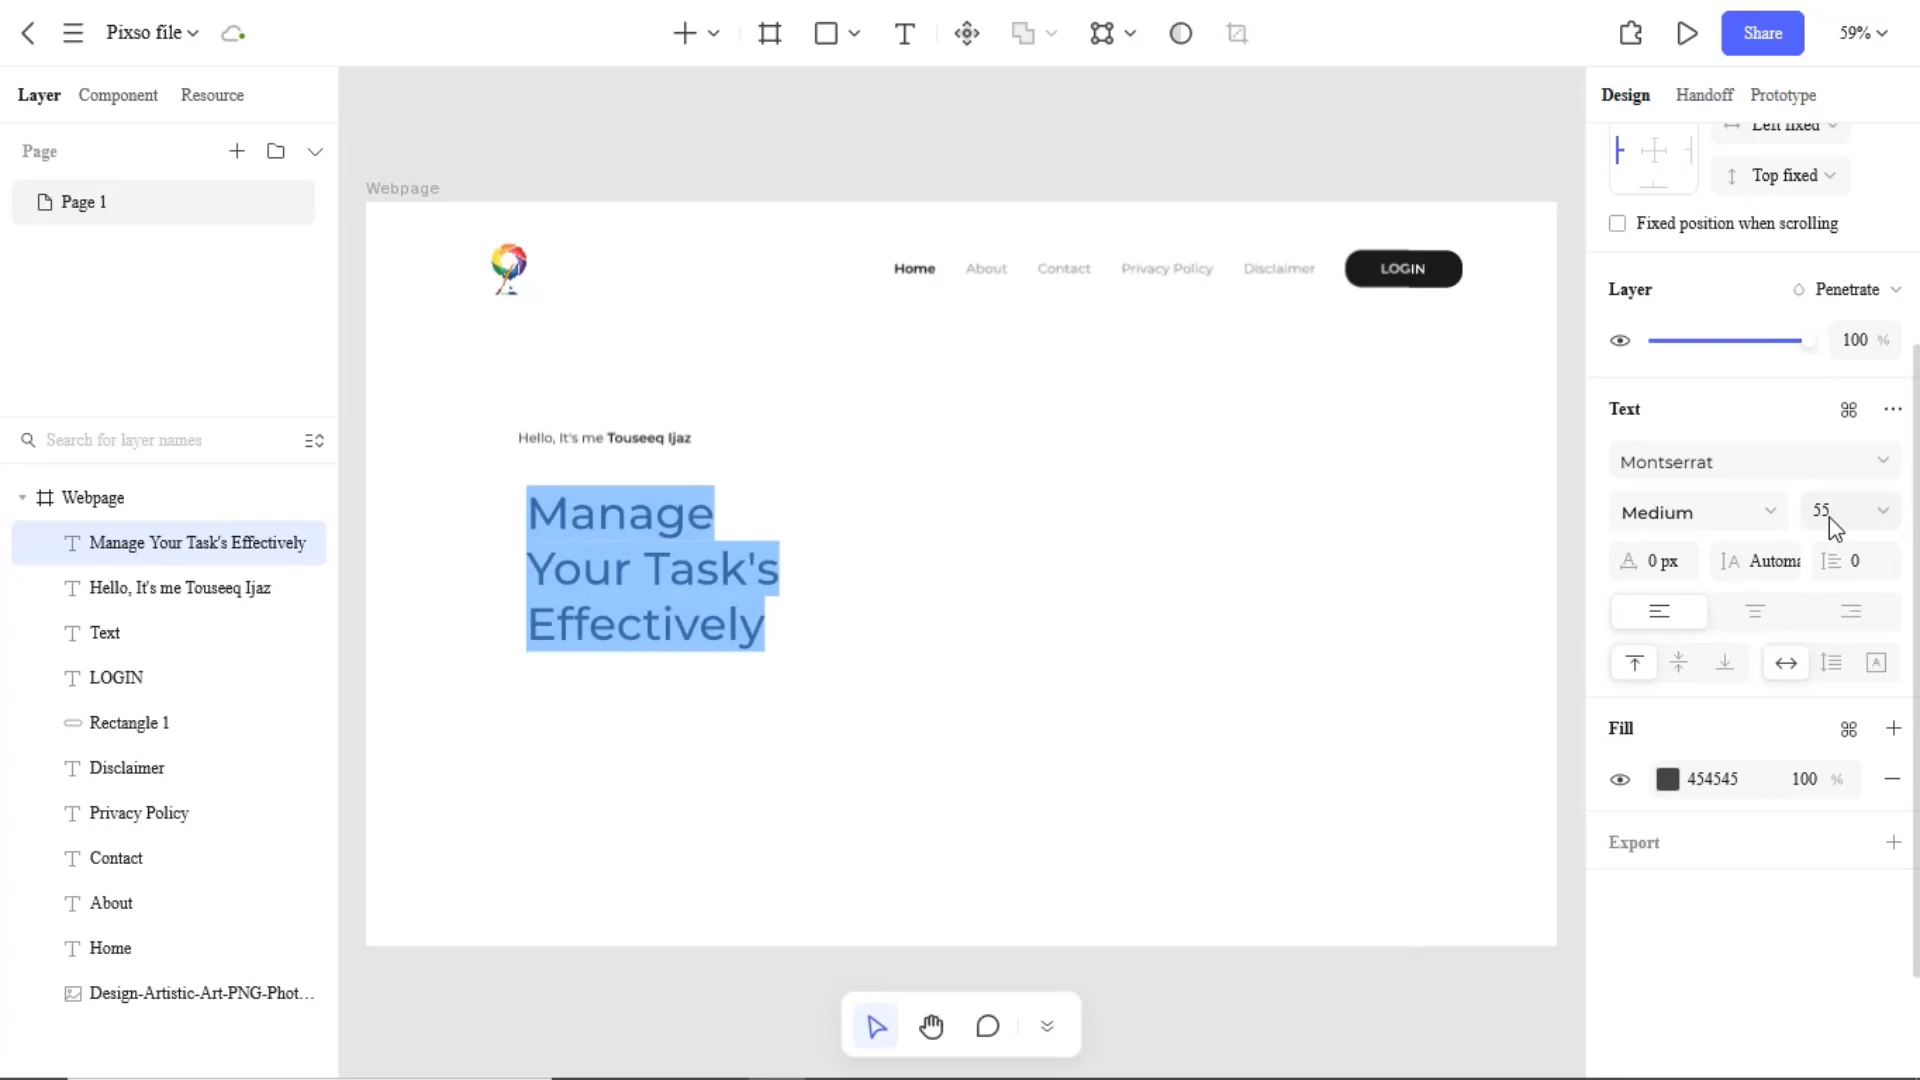 Pixso file
Share
59%
Layer
Component
Resource
Design
Handoff
Prototype
Page
Page 1
Left fixed
Top fixed
Fixed position when scrolling
Webpage
Home
About
Contact
Privacy Policy
Disclaimer
LOGIN
Layer
Penetrate
100 %
Text
Montserrat
Medium
55
0 px
Automa
0
Search for layer names
Hello, It's me Touseeq Ijaz
Manage
Your Task's
Effectively
Webpage
Manage Your Task's Effectively
Hello, It's me Touseeq Ijaz
Text
LOGIN
Rectangle 1
Disclaimer
Privacy Policy
Contact
About
Home
Design-Artistic-Art-PNG-Phot...
Fill
454545
100 %
Export